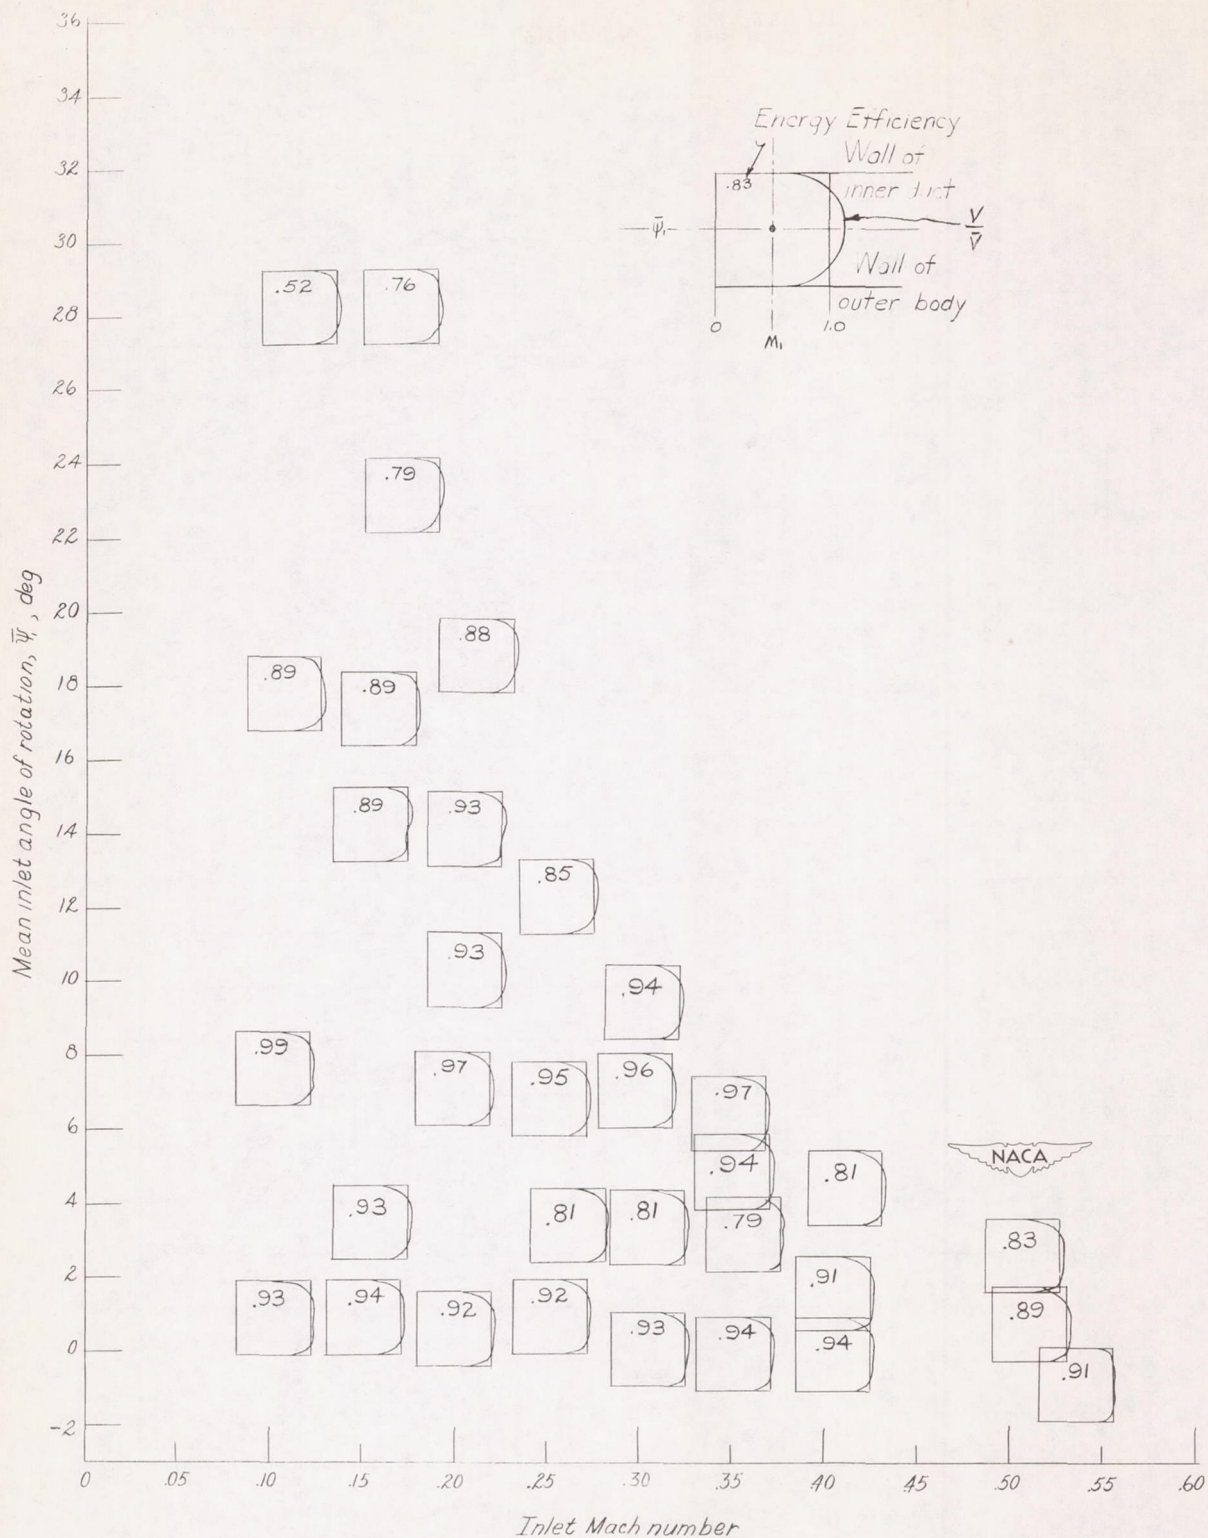 36
34
Energy Efficiency
Wall of
32
.83
inner duct
V
30
ψ̄₁
V̄
Wall of
.52 .76
28
outer body
0 1.0
M₁
26
24
.79
22
20
.88
.89
.89
18
16
.89 .93
14
.85
12
.93
10
.94
.99
8
.97 .95 .96
.97
6
NACA
.94 .81
4
.93 .81 .81
.79
.83
2
.93 .94 .92 .92
.91
.89
.93 .94
.94
0
.91
-2
0 .05 .10 .15 .20 .25 .30 .35 .40 .45 .50 .55 .60
Inlet Mach number
Mean inlet angle of rotation, ψ̄₁, deg